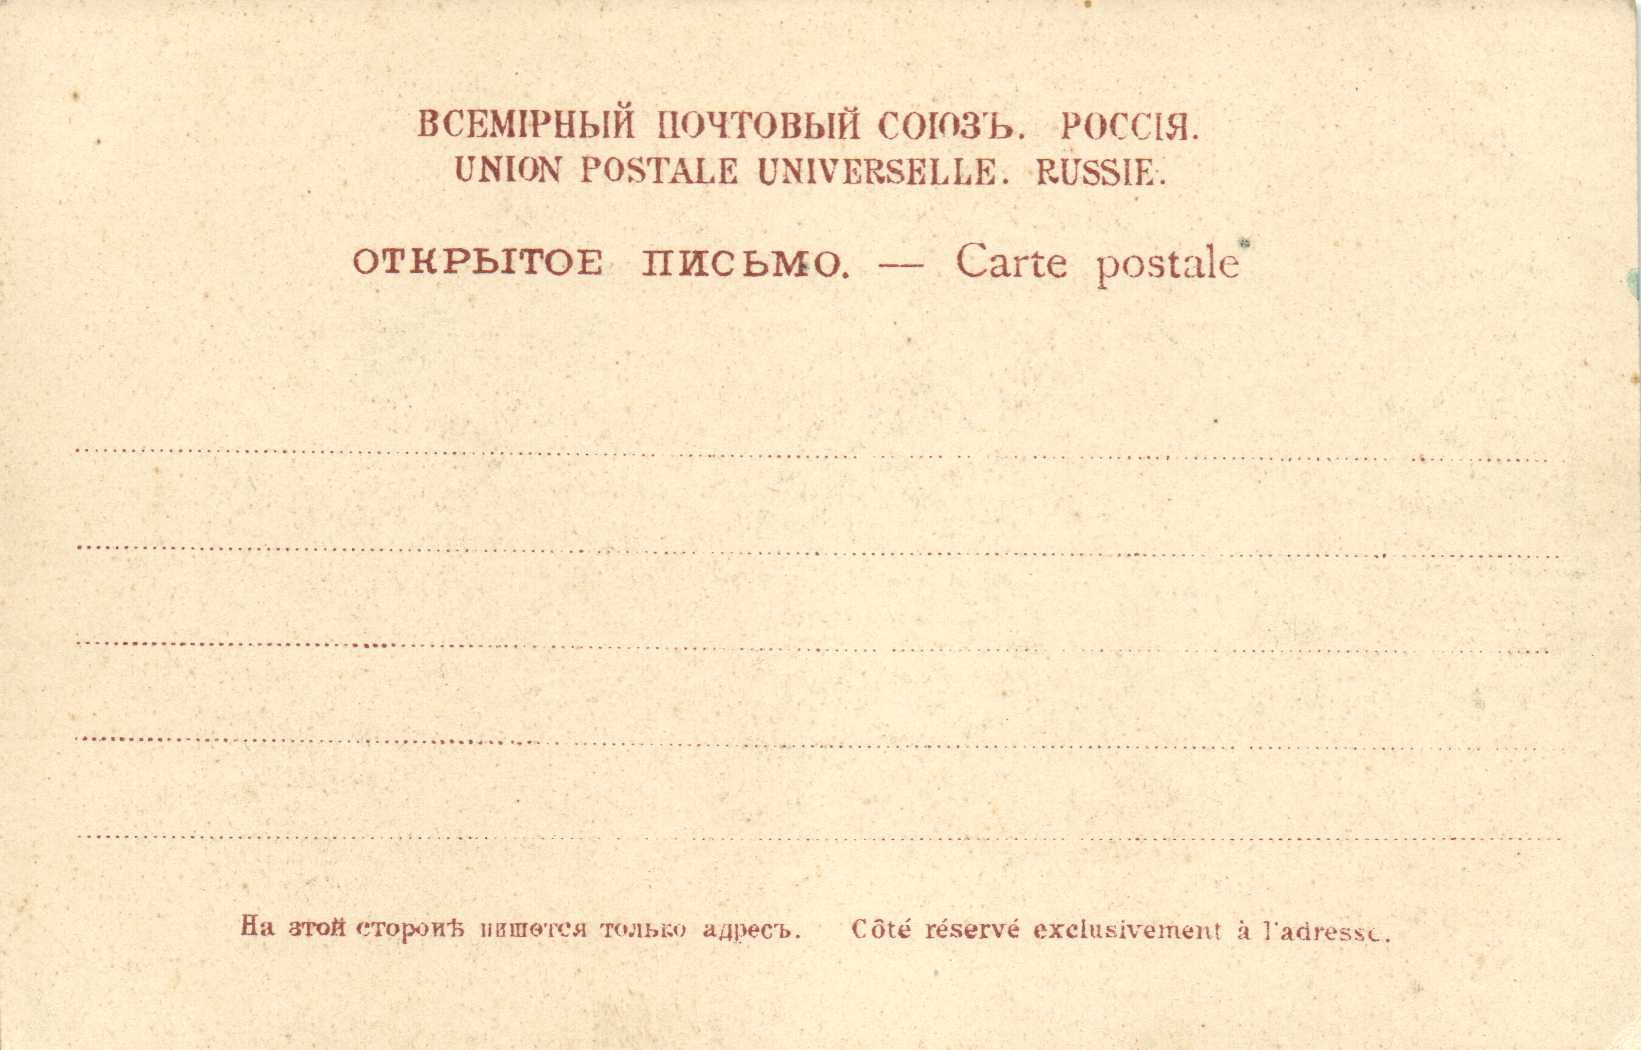 ВСЕМІРНЫЙ ПОЧТОВЫЙ СОЮЗЪ. РОССІЯ.
UNION POSTALE UNIVERSELLE. RUSSIE.
ОТКРЫТОЕ ПИСЬМО. — Carte postale
На этой сторонѣ пишется только адресъ. Côté réservé exclusivement à l'adresse.